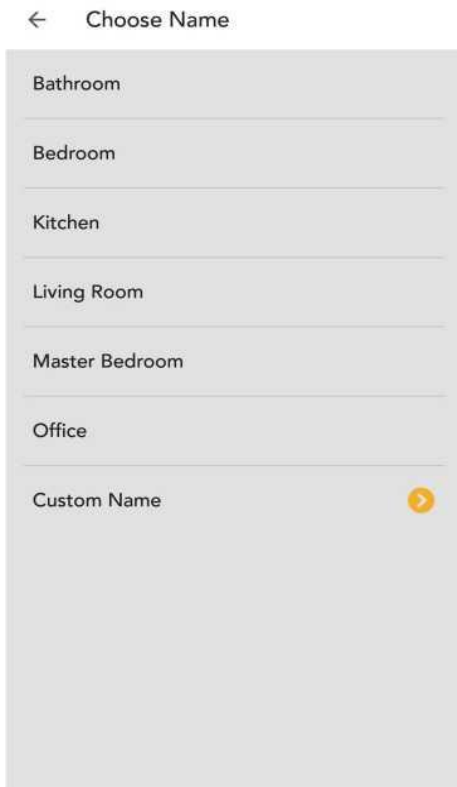 Choose Name
Bathroom
Bedroom
Kitchen
Living Room
Master Bedroom
Office
Custom Name